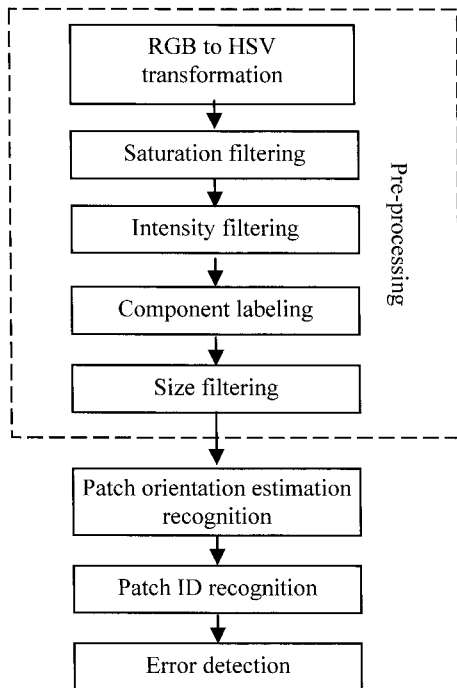 RGB to HSV
transformation
Saturation filtering
Intensity filtering
Component labeling
Size filtering
Pre-processing
Patch orientation estimation
recognition
Patch ID recognition
Error detection